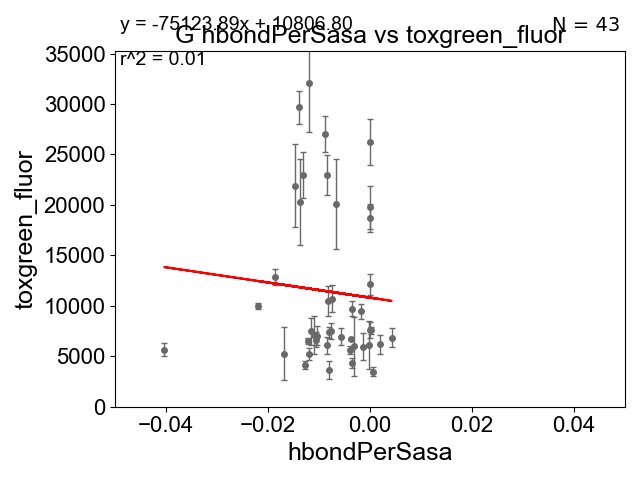 y = -75123.89x + 10806.80
N = 43
G hbondPerSasa vs toxgreen_fluor
r^2 = 0.01
35000
30000
25000
20000
15000
10000
5000
0
toxgreen_fluor
−0.04
−0.02
0.00
0.02
0.04
hbondPerSasa